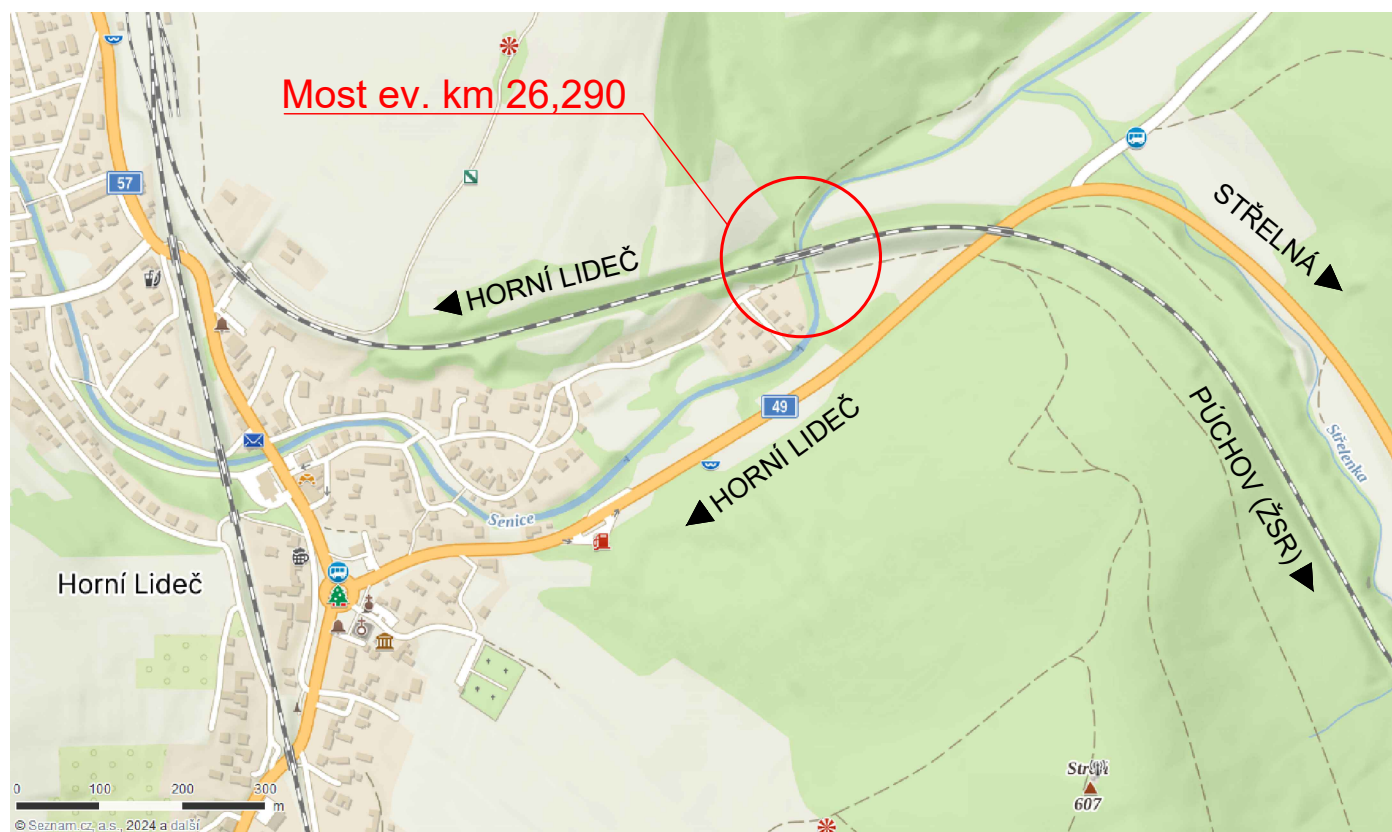 Most ev. km 26,290
57
STŘELNÁ
HORNÍ LIDEČ
49
HORNÍ LIDEČ
PÚCHOV (ŽSR)
Střelenka
Senice
Horní Lideč
607
0 100 200 300
m
© Seznam.cz, a.s., 2024 a další